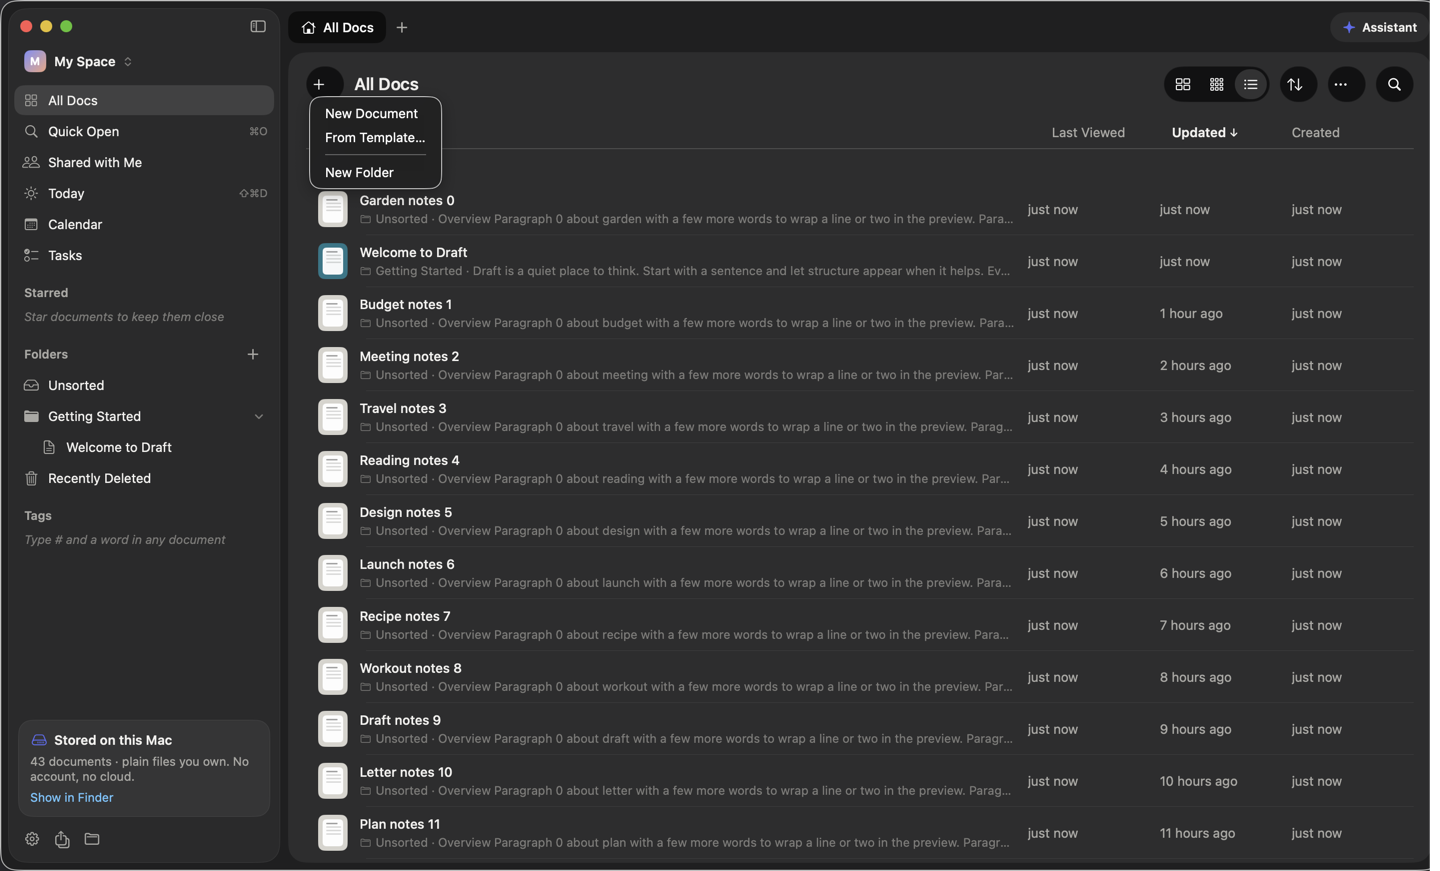 All Docs
Assistant
M My Space
All Docs
Quick Open ⌘O
Shared with Me
Today ⇧⌘D
Calendar
Tasks
Starred
Star documents to keep them close
Folders
Unsorted
Getting Started
Welcome to Draft
Recently Deleted
Tags
Type # and a word in any document
Stored on this Mac
43 documents · plain files you own. No
account, no cloud.
Show in Finder
All Docs
New Document
From Template...
New Folder
Last Viewed Updated ↓ Created
Garden notes 0
Unsorted · Overview Paragraph 0 about garden with a few more words to wrap a line or two in the preview. Para...
just now just now just now
Welcome to Draft
Getting Started · Draft is a quiet place to think. Start with a sentence and let structure appear when it helps. Ev...
just now just now just now
Budget notes 1
Unsorted · Overview Paragraph 0 about budget with a few more words to wrap a line or two in the preview. Para...
just now 1 hour ago just now
Meeting notes 2
Unsorted · Overview Paragraph 0 about meeting with a few more words to wrap a line or two in the preview. Par...
just now 2 hours ago just now
Travel notes 3
Unsorted · Overview Paragraph 0 about travel with a few more words to wrap a line or two in the preview. Parag...
just now 3 hours ago just now
Reading notes 4
Unsorted · Overview Paragraph 0 about reading with a few more words to wrap a line or two in the preview. Par...
just now 4 hours ago just now
Design notes 5
Unsorted · Overview Paragraph 0 about design with a few more words to wrap a line or two in the preview. Para...
just now 5 hours ago just now
Launch notes 6
Unsorted · Overview Paragraph 0 about launch with a few more words to wrap a line or two in the preview. Para...
just now 6 hours ago just now
Recipe notes 7
Unsorted · Overview Paragraph 0 about recipe with a few more words to wrap a line or two in the preview. Para...
just now 7 hours ago just now
Workout notes 8
Unsorted · Overview Paragraph 0 about workout with a few more words to wrap a line or two in the preview. Par...
just now 8 hours ago just now
Draft notes 9
Unsorted · Overview Paragraph 0 about draft with a few more words to wrap a line or two in the preview. Paragr...
just now 9 hours ago just now
Letter notes 10
Unsorted · Overview Paragraph 0 about letter with a few more words to wrap a line or two in the preview. Parag...
just now 10 hours ago just now
Plan notes 11
Unsorted · Overview Paragraph 0 about plan with a few more words to wrap a line or two in the preview. Paragr...
just now 11 hours ago just now